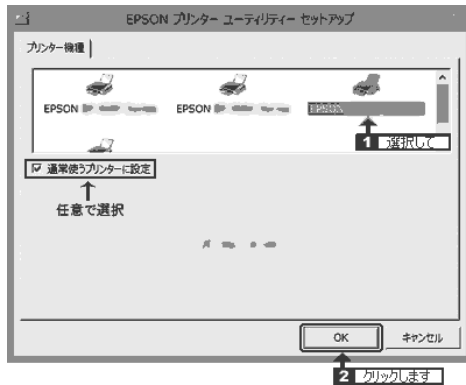 EPSON プリンター ユーティリティー セットアップ
プリンター機種
EPSON
EPSON
EPSON
1 選択して
通常使うプリンターに設定
任意で選択
OK
キャンセル
2 クリックします